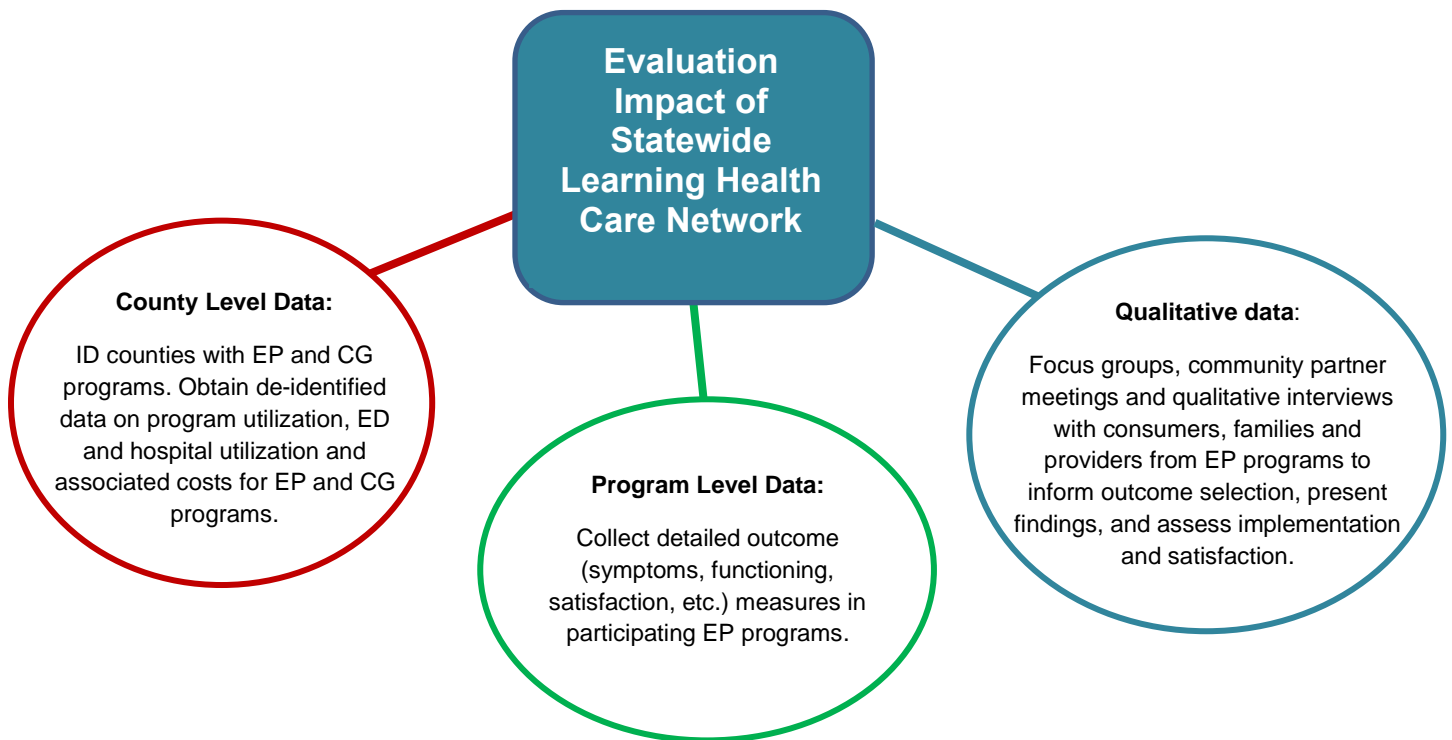 Evaluation
Impact of
Statewide
Learning Health
Care Network
County Level Data:
ID counties with EP and CG
programs. Obtain de-identified
data on program utilization, ED
and hospital utilization and
associated costs for EP and CG
programs.
Program Level Data:
Collect detailed outcome
(symptoms, functioning,
satisfaction, etc.) measures in
participating EP programs.
Qualitative data:
Focus groups, community partner
meetings and qualitative interviews
with consumers, families and
providers from EP programs to
inform outcome selection, present
findings, and assess implementation
and satisfaction.